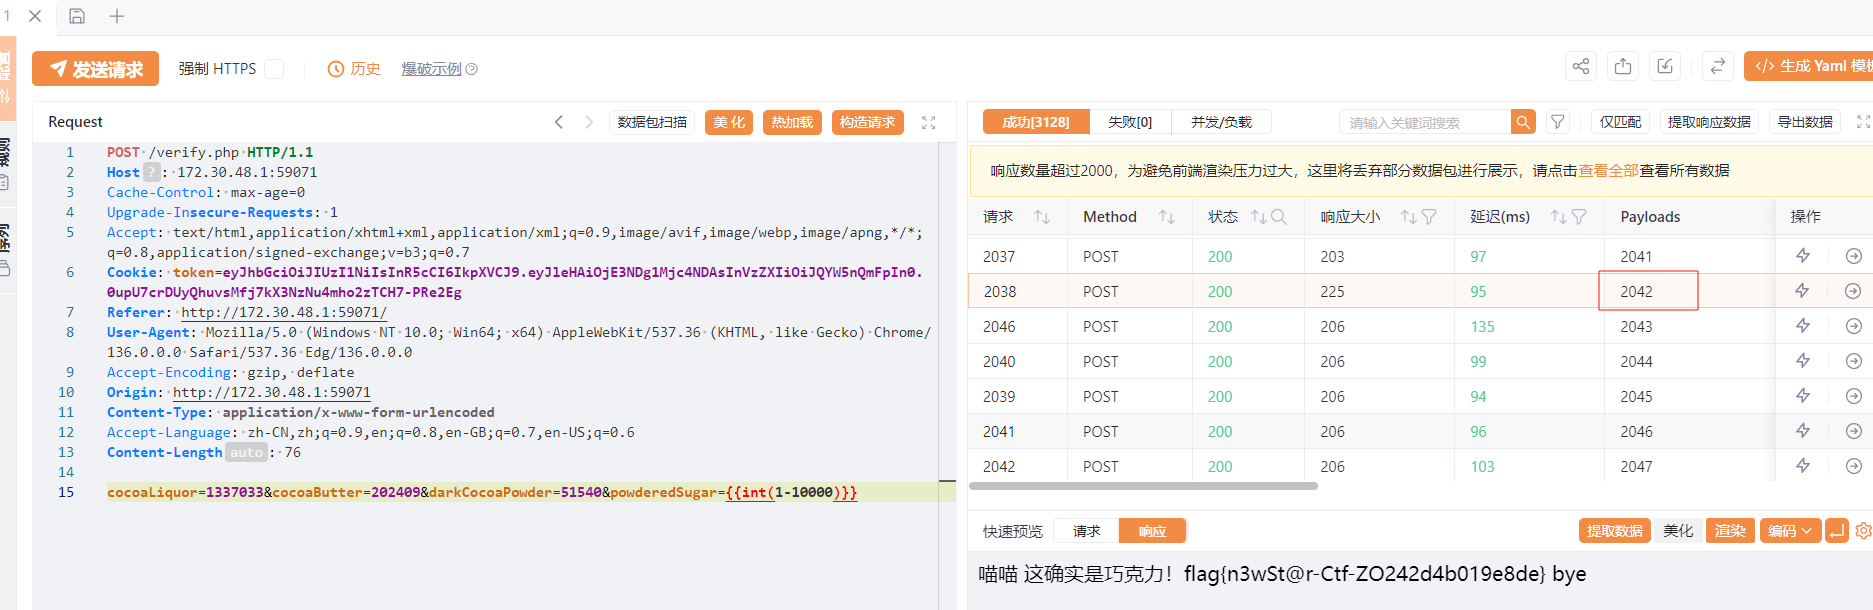 1
发送请求 强制 HTTPS 历史 爆破示例 </> 生成 Yaml 模板
Request 数据包扫描 美化 热加载 构造请求
1 POST /verify.php HTTP/1.1
2 Host ? : 172.30.48.1:59071
3 Cache-Control: max-age=0
4 Upgrade-Insecure-Requests: 1
5 Accept: text/html,application/xhtml+xml,application/xml;q=0.9,image/avif,image/webp,image/apng,*/*;
q=0.8,application/signed-exchange;v=b3;q=0.7
6 Cookie: token=eyJhbGciOiJIUzI1NiIsInR5cCI6IkpXVCJ9.eyJleHAiOjE3NDg1Mjc4NDAsInVzZXIiOiJQYW5nQmFpIn0.
0upU7crDUyQhuvsMfj7kX3NzNu4mho2zTCH7-PRe2Eg
7 Referer: http://172.30.48.1:59071/
8 User-Agent: Mozilla/5.0 (Windows NT 10.0; Win64; x64) AppleWebKit/537.36 (KHTML, like Gecko) Chrome/
136.0.0.0 Safari/537.36 Edg/136.0.0.0
9 Accept-Encoding: gzip, deflate
10 Origin: http://172.30.48.1:59071
11 Content-Type: application/x-www-form-urlencoded
12 Accept-Language: zh-CN,zh;q=0.9,en;q=0.8,en-GB;q=0.7,en-US;q=0.6
13 Content-Length auto : 76
14
15 cocoaLiquor=1337033&cocoaButter=202409&darkCocoaPowder=51540&powderedSugar={{int(1-10000)}}
成功[3128] 失败[0] 并发/负载 请输入关键词搜索 仅匹配 提取响应数据 导出数据
响应数量超过2000，为避免前端渲染压力过大，这里将丢弃部分数据包进行展示，请点击查看全部查看所有数据
请求 Method 状态 响应大小 延迟(ms) Payloads 操作
2037 POST 200 203 97 2041
2038 POST 200 225 95 2042
2046 POST 200 206 135 2043
2040 POST 200 206 99 2044
2039 POST 200 206 94 2045
2041 POST 200 206 96 2046
2042 POST 200 206 103 2047
快速预览 请求 响应 提取数据 美化 渲染 编码
喵喵 这确实是巧克力！flag{n3wSt@r-Ctf-ZO242d4b019e8de} bye